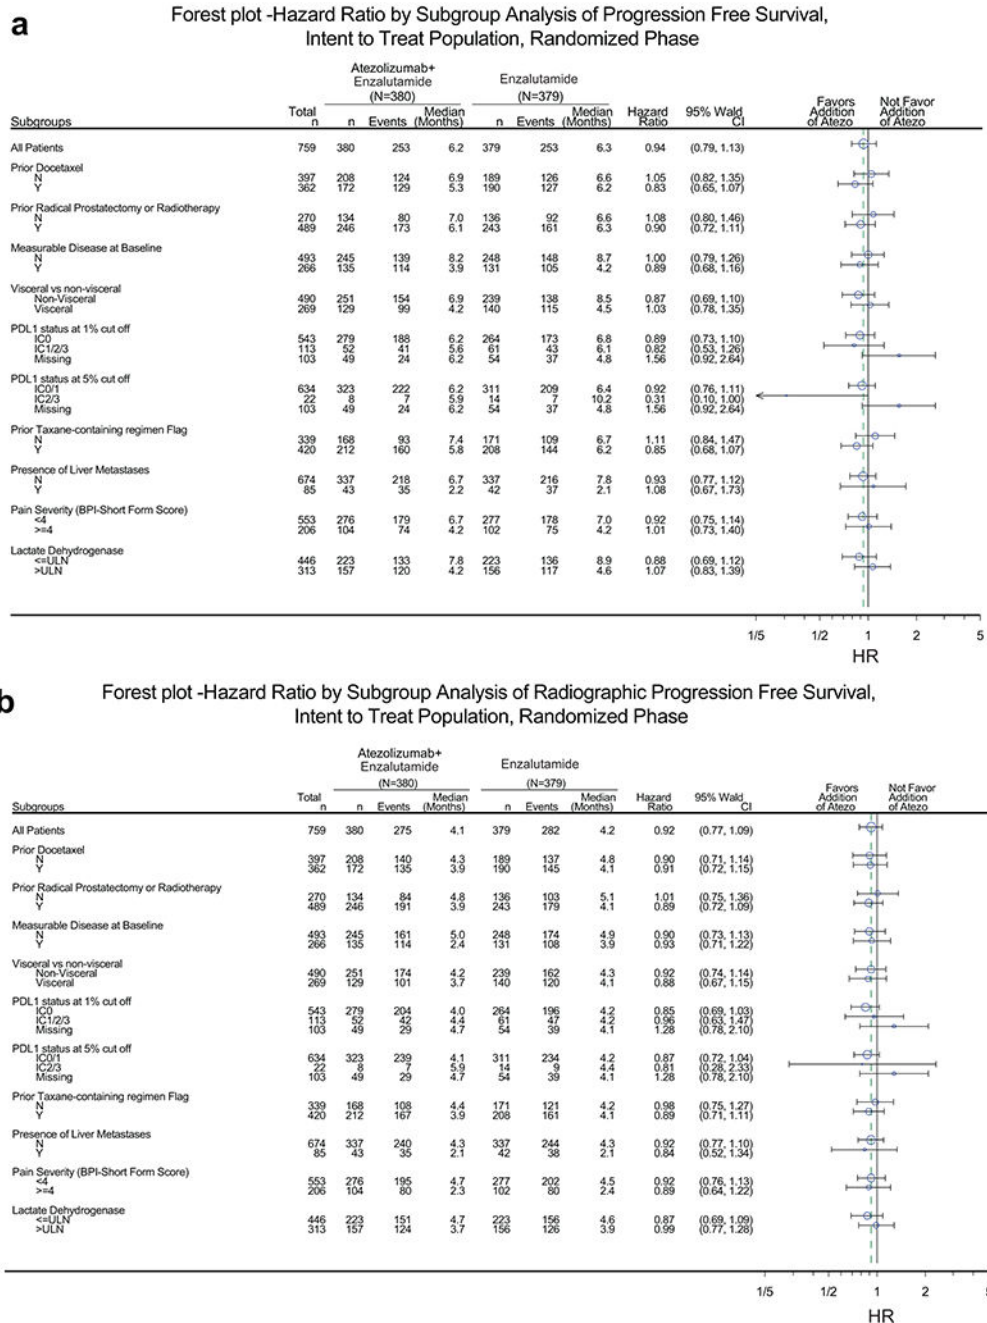 a
Forest plot -Hazard Ratio by Subgroup Analysis of Progression Free Survival,
Intent to Treat Population, Randomized Phase
Atezolizumab+
Enzalutamide Enzalutamide
(N=380) (N=379)
Total Median Median Hazard 95% Wald Favors Not Favor
Subgroups n n Events (Months) n Events (Months) Ratio CI Addition of Atezo Addition of Atezo
All Patients 759 380 253 6.2 379 253 6.3 0.94 (0.79, 1.13)
Prior Docetaxel
N 397 208 124 6.9 189 126 6.6 1.05 (0.82, 1.35)
Y 362 172 129 5.3 190 127 6.2 0.83 (0.65, 1.07)
Prior Radical Prostatectomy or Radiotherapy
N 270 134 80 7.0 136 92 6.6 1.08 (0.80, 1.46)
Y 489 246 173 6.1 243 161 6.3 0.90 (0.72, 1.11)
Measurable Disease at Baseline
N 493 245 139 8.2 248 148 8.7 1.00 (0.79, 1.26)
Y 266 135 114 3.9 131 105 4.2 0.89 (0.68, 1.16)
Visceral vs non-visceral
Non-Visceral 490 251 154 6.9 239 138 8.5 0.87 (0.69, 1.10)
Visceral 269 129 99 4.2 140 115 4.5 1.03 (0.78, 1.35)
PDL1 status at 1% cut off
IC0 543 279 188 6.2 264 173 6.8 0.89 (0.73, 1.10)
IC1/2/3 113 52 41 5.6 61 43 6.1 0.82 (0.53, 1.26)
Missing 103 49 24 6.2 54 37 4.8 1.56 (0.92, 2.64)
PDL1 status at 5% cut off
IC0/1 634 323 222 6.2 311 209 6.4 0.92 (0.76, 1.11)
IC2/3 22 8 7 5.9 14 7 10.2 0.31 (0.10, 1.00)
Missing 103 49 24 6.2 54 37 4.8 1.56 (0.92, 2.64)
Prior Taxane-containing regimen Flag
N 339 168 93 7.4 171 109 6.7 1.11 (0.84, 1.47)
Y 420 212 160 5.8 208 144 6.2 0.85 (0.68, 1.07)
Presence of Liver Metastases
N 674 337 218 6.7 337 216 7.8 0.93 (0.77, 1.12)
Y 85 43 35 2.2 42 37 2.1 1.08 (0.67, 1.73)
Pain Severity (BPI-Short Form Score)
<4 553 276 179 6.7 277 178 7.0 0.92 (0.75, 1.14)
>=4 206 104 74 4.2 102 75 4.2 1.01 (0.73, 1.40)
Lactate Dehydrogenase
<=ULN 446 223 133 7.8 223 136 8.9 0.88 (0.69, 1.12)
>ULN 313 157 120 4.2 156 117 4.6 1.07 (0.83, 1.39)
1/5 1/2 1 2 5
HR
b
Forest plot -Hazard Ratio by Subgroup Analysis of Radiographic Progression Free Survival,
Intent to Treat Population, Randomized Phase
Atezolizumab+
Enzalutamide Enzalutamide
(N=380) (N=379)
Total Median Median Hazard 95% Wald Favors Not Favor
Subgroups n n Events (Months) n Events (Months) Ratio CI Addition of Atezo Addition of Atezo
All Patients 759 380 275 4.1 379 282 4.2 0.92 (0.77, 1.09)
Prior Docetaxel
N 397 208 140 4.3 189 137 4.8 0.90 (0.71, 1.14)
Y 362 172 135 3.9 190 145 4.1 0.91 (0.72, 1.15)
Prior Radical Prostatectomy or Radiotherapy
N 270 134 84 4.8 136 103 5.1 1.01 (0.75, 1.36)
Y 489 246 191 3.9 243 179 4.1 0.89 (0.72, 1.09)
Measurable Disease at Baseline
N 493 245 161 5.0 248 174 4.9 0.90 (0.73, 1.13)
Y 266 135 114 2.4 131 108 3.9 0.93 (0.71, 1.22)
Visceral vs non-visceral
Non-Visceral 490 251 174 4.2 239 162 4.3 0.92 (0.74, 1.14)
Visceral 269 129 101 3.7 140 120 4.1 0.88 (0.67, 1.15)
PDL1 status at 1% cut off
IC0 543 279 204 4.0 264 196 4.2 0.85 (0.69, 1.03)
IC1/2/3 113 52 42 4.4 61 47 4.2 0.96 (0.63, 1.47)
Missing 103 49 29 4.7 54 39 4.1 1.28 (0.78, 2.10)
PDL1 status at 5% cut off
IC0/1 634 323 239 4.1 311 234 4.2 0.87 (0.72, 1.04)
IC2/3 22 8 7 5.9 14 9 4.4 0.81 (0.28, 2.33)
Missing 103 49 29 4.7 54 39 4.1 1.28 (0.78, 2.10)
Prior Taxane-containing regimen Flag
N 339 168 108 4.4 171 121 4.2 0.98 (0.75, 1.27)
Y 420 212 167 3.9 208 161 4.1 0.89 (0.71, 1.11)
Presence of Liver Metastases
N 674 337 240 4.3 337 244 4.3 0.92 (0.77, 1.10)
Y 85 43 35 2.1 42 38 2.1 0.84 (0.52, 1.34)
Pain Severity (BPI-Short Form Score)
<4 553 276 195 4.7 277 202 4.5 0.92 (0.76, 1.13)
>=4 206 104 80 2.3 102 80 2.4 0.89 (0.64, 1.22)
Lactate Dehydrogenase
<=ULN 446 223 151 4.7 223 156 4.6 0.87 (0.69, 1.09)
>ULN 313 157 124 3.7 156 126 3.9 0.99 (0.77, 1.28)
1/5 1/2 1 2
HR